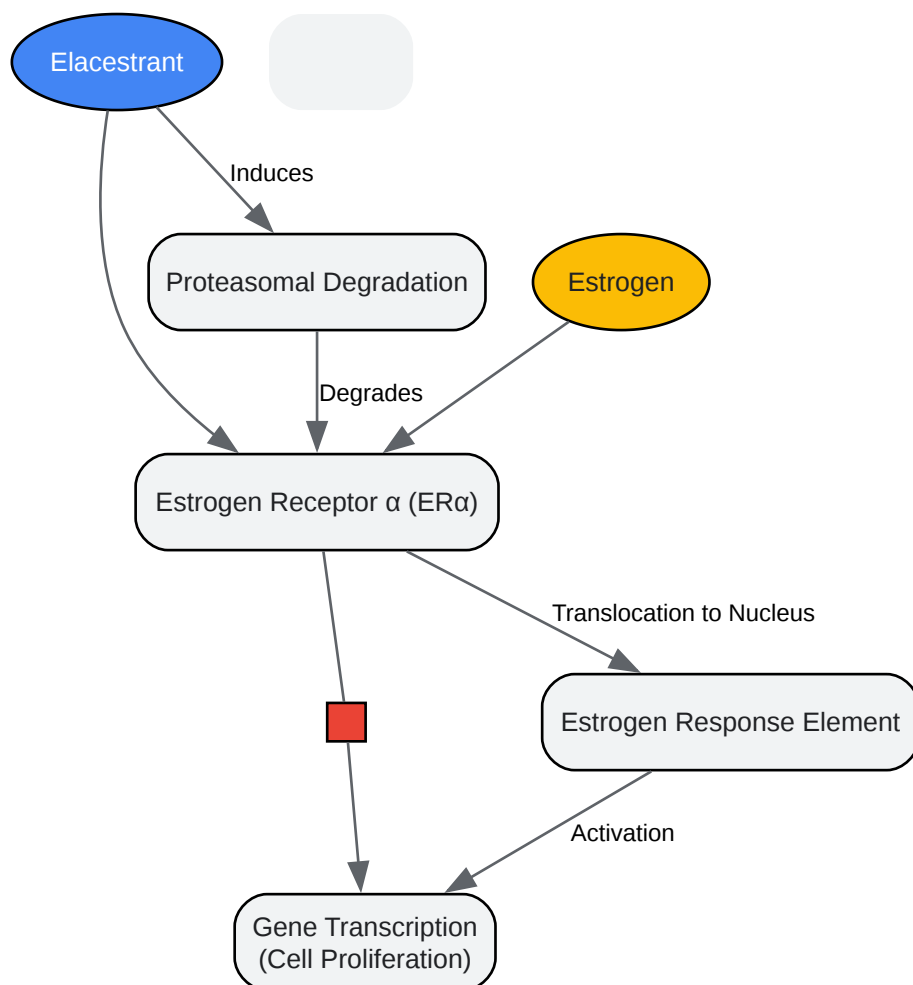 Elacestrant
Induces
Proteasomal Degradation
Estrogen
Degrades
Estrogen Receptor α (ERα)
Translocation to Nucleus
Estrogen Response Element
Activation
Gene Transcription
(Cell Proliferation)